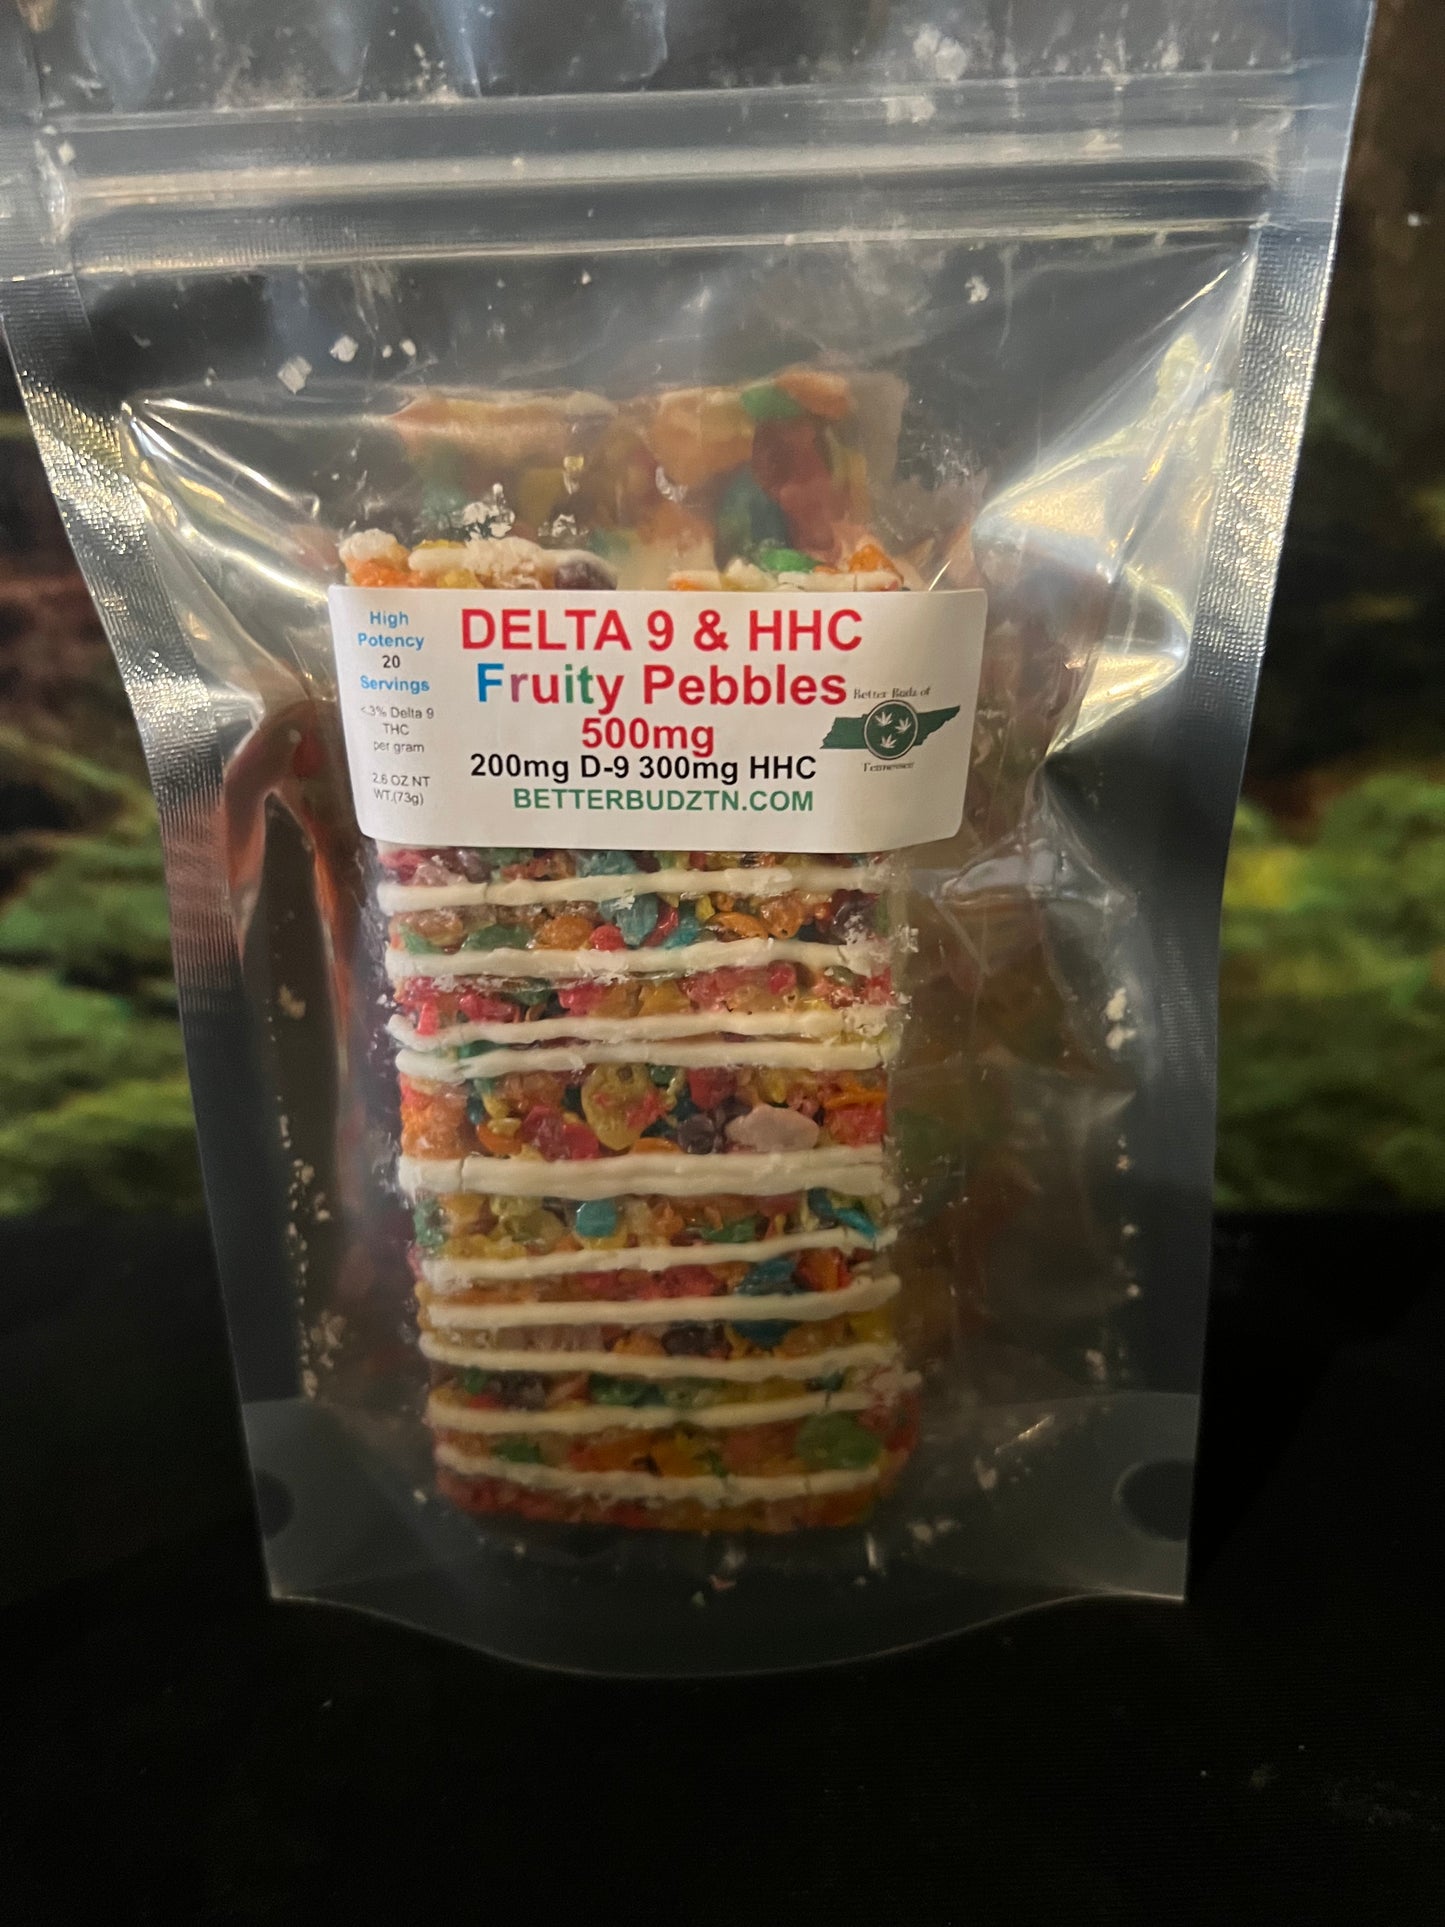 High
Potency
20
Servings
<.3% Delta 9
THC
per gram
2.6 OZ NT
WT.(73g)
DELTA 9 & HHC
Fruity Pebbles
500mg
200mg D-9 300mg HHC
BETTERBUDZTN.COM
Better Budz of
Tennessee